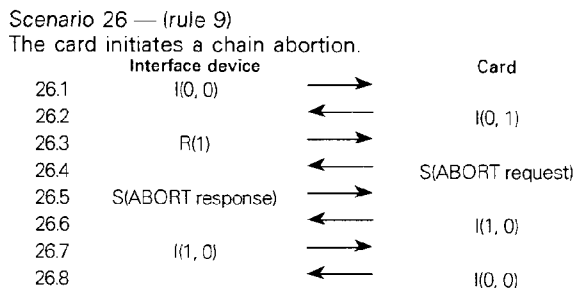 Scenario 26 — (rule 9)
The card initiates a chain abortion.
Interface device Card
26.1 I(0, 0)
26.2 I(0, 1)
26.3 R(1)
26.4 S(ABORT request)
26.5 S(ABORT response)
26.6 I(1, 0)
26.7 I(1, 0)
26.8 I(0, 0)